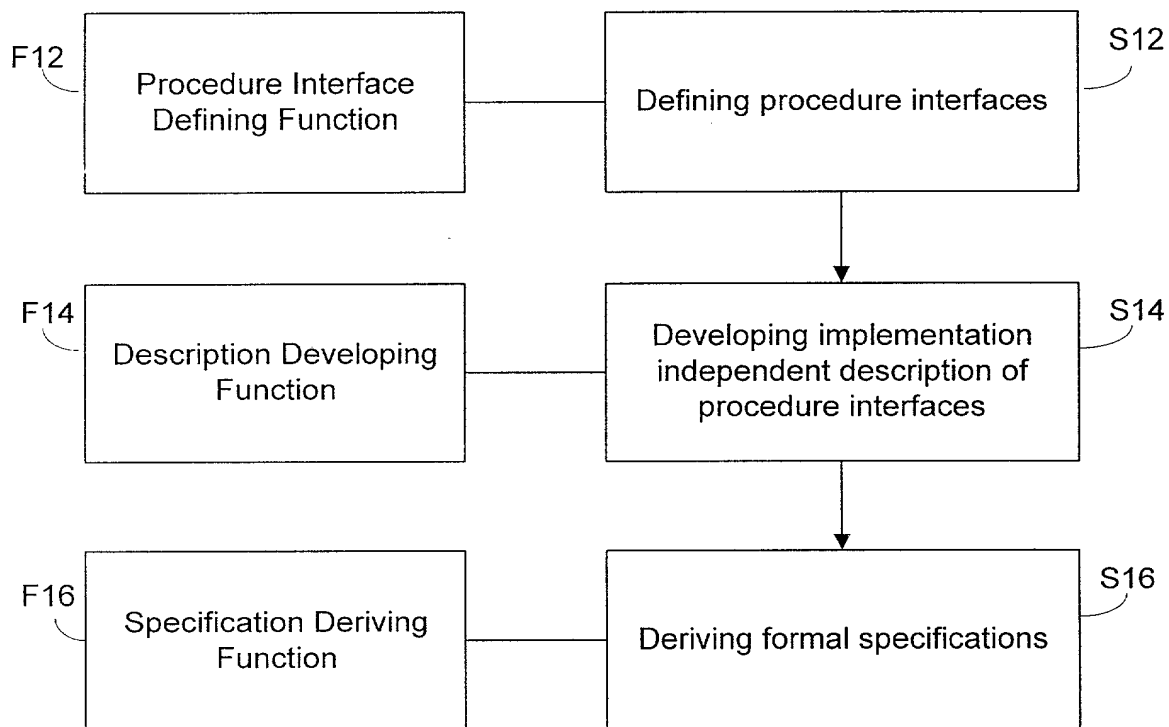 F12
Procedure Interface
Defining Function
Defining procedure interfaces
S12
F14
Description Developing
Function
Developing implementation
independent description of
procedure interfaces
S14
F16
Specification Deriving
Function
Deriving formal specifications
S16